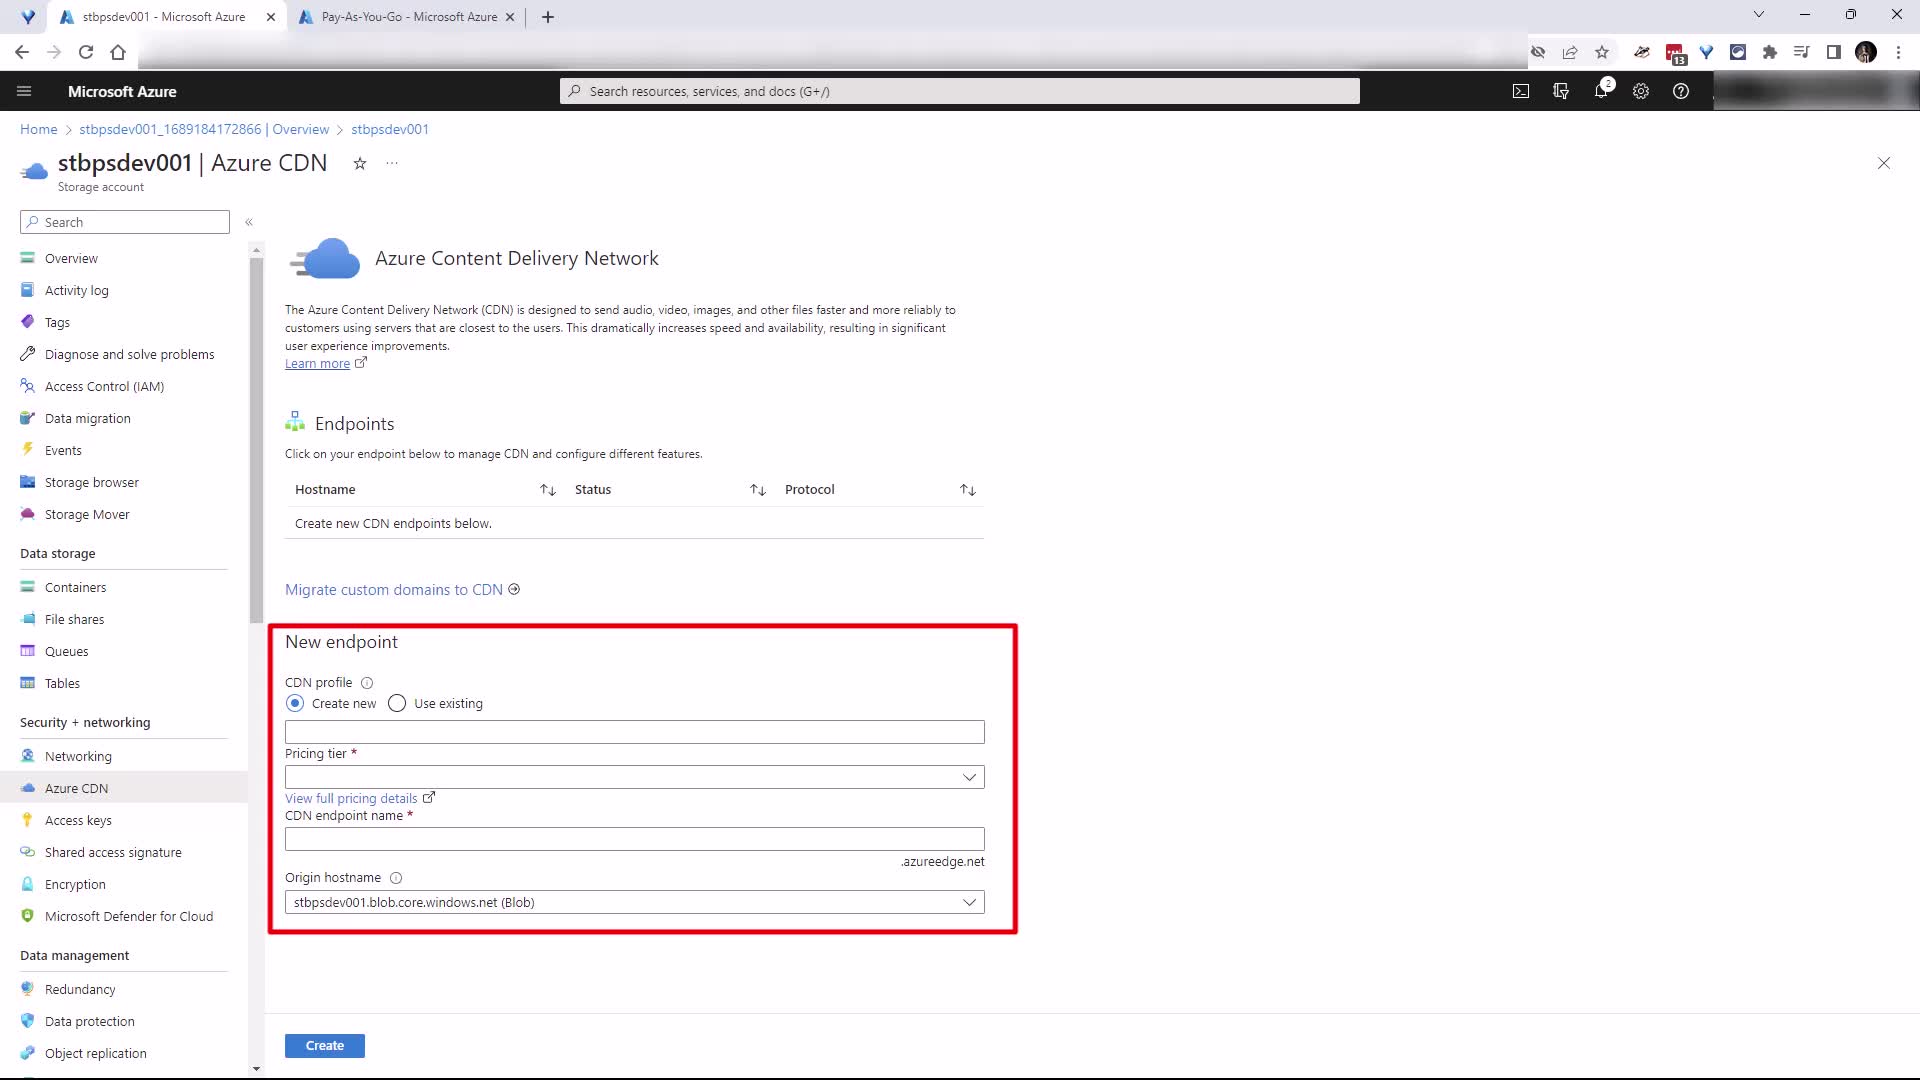 stbpsdev001 - Microsoft Azure
Pay-As-You-Go - Microsoft Azure
13
Microsoft Azure
Search resources, services, and docs (G+/)
2
Home > stbpsdev001_1689184172866 | Overview > stbpsdev001
stbpsdev001 | Azure CDN
Storage account
Search
Overview
Activity log
Tags
Diagnose and solve problems
Access Control (IAM)
Data migration
Events
Storage browser
Storage Mover
Data storage
Containers
File shares
Queues
Tables
Security + networking
Networking
Azure CDN
Access keys
Shared access signature
Encryption
Microsoft Defender for Cloud
Data management
Redundancy
Data protection
Object replication
Azure Content Delivery Network
The Azure Content Delivery Network (CDN) is designed to send audio, video, images, and other files faster and more reliably to
customers using servers that are closest to the users. This dramatically increases speed and availability, resulting in significant
user experience improvements.
Learn more
Endpoints
Click on your endpoint below to manage CDN and configure different features.
Hostname Status Protocol
Create new CDN endpoints below.
Migrate custom domains to CDN
New endpoint
CDN profile
Create new Use existing
Pricing tier *
View full pricing details
CDN endpoint name *
.azureedge.net
Origin hostname
stbpsdev001.blob.core.windows.net (Blob)
Create